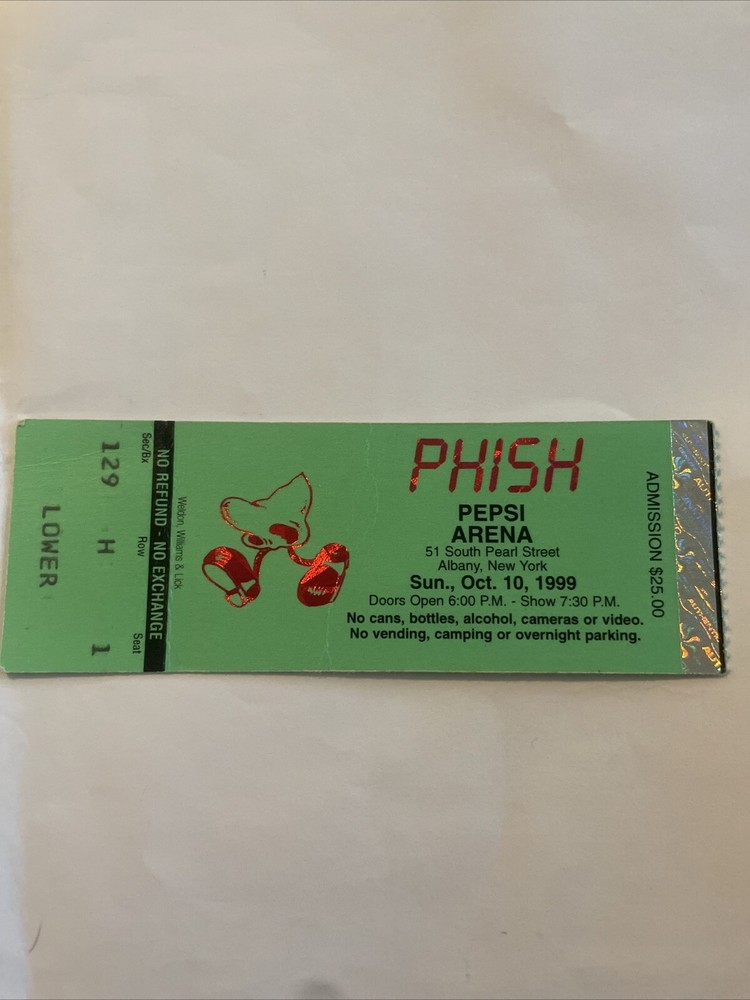 Sec/Bx Row Seat
129 H 1
LOWER
NO REFUND - NO EXCHANGE
Weldon, Williams & Lick
PHISH
PEPSI
ARENA
51 South Pearl Street
Albany, New York
Sun., Oct. 10, 1999
Doors Open 6:00 P.M. - Show 7:30 P.M.
No cans, bottles, alcohol, cameras or video.
No vending, camping or overnight parking.
ADMISSION $25.00